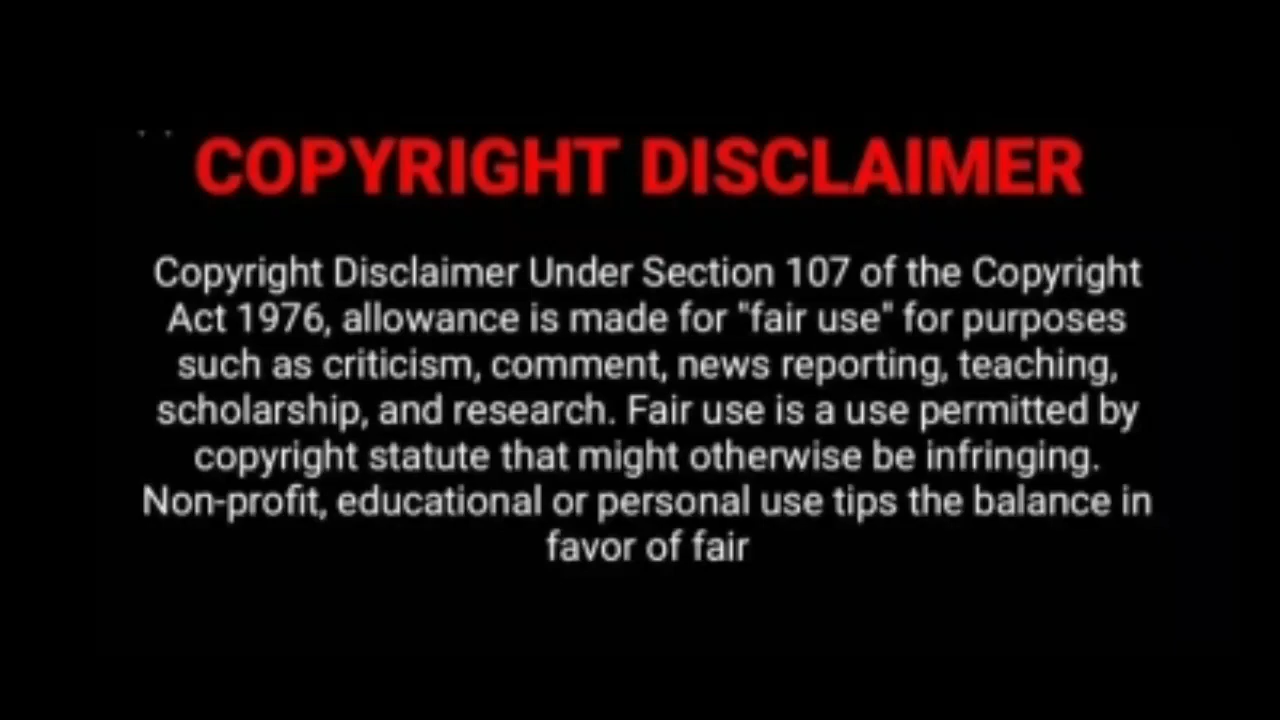 COPYRIGHT DISCLAIMER
Copyright Disclaimer Under Section 107 of the Copyright
Act 1976, allowance is made for "fair use" for purposes
such as criticism, comment, news reporting, teaching,
scholarship, and research. Fair use is a use permitted by
copyright statute that might otherwise be infringing.
Non-profit, educational or personal use tips the balance in
favor of fair